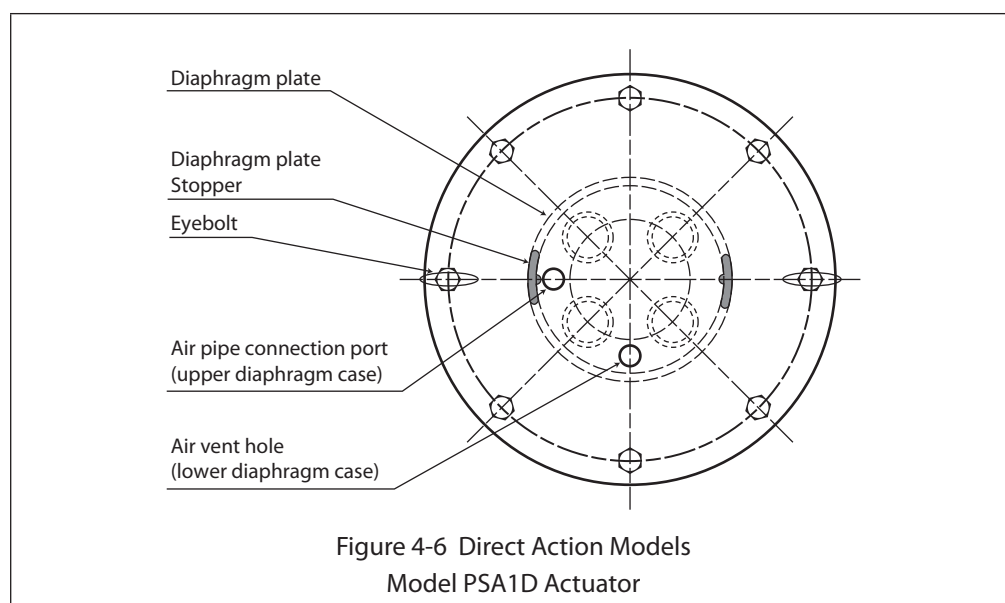 Diaphragm plate
Diaphragm plate
Stopper
Eyebolt
Air pipe connection port
(upper diaphragm case)
Air vent hole
(lower diaphragm case)
Figure 4-6  Direct Action Models
Model PSA1D Actuator